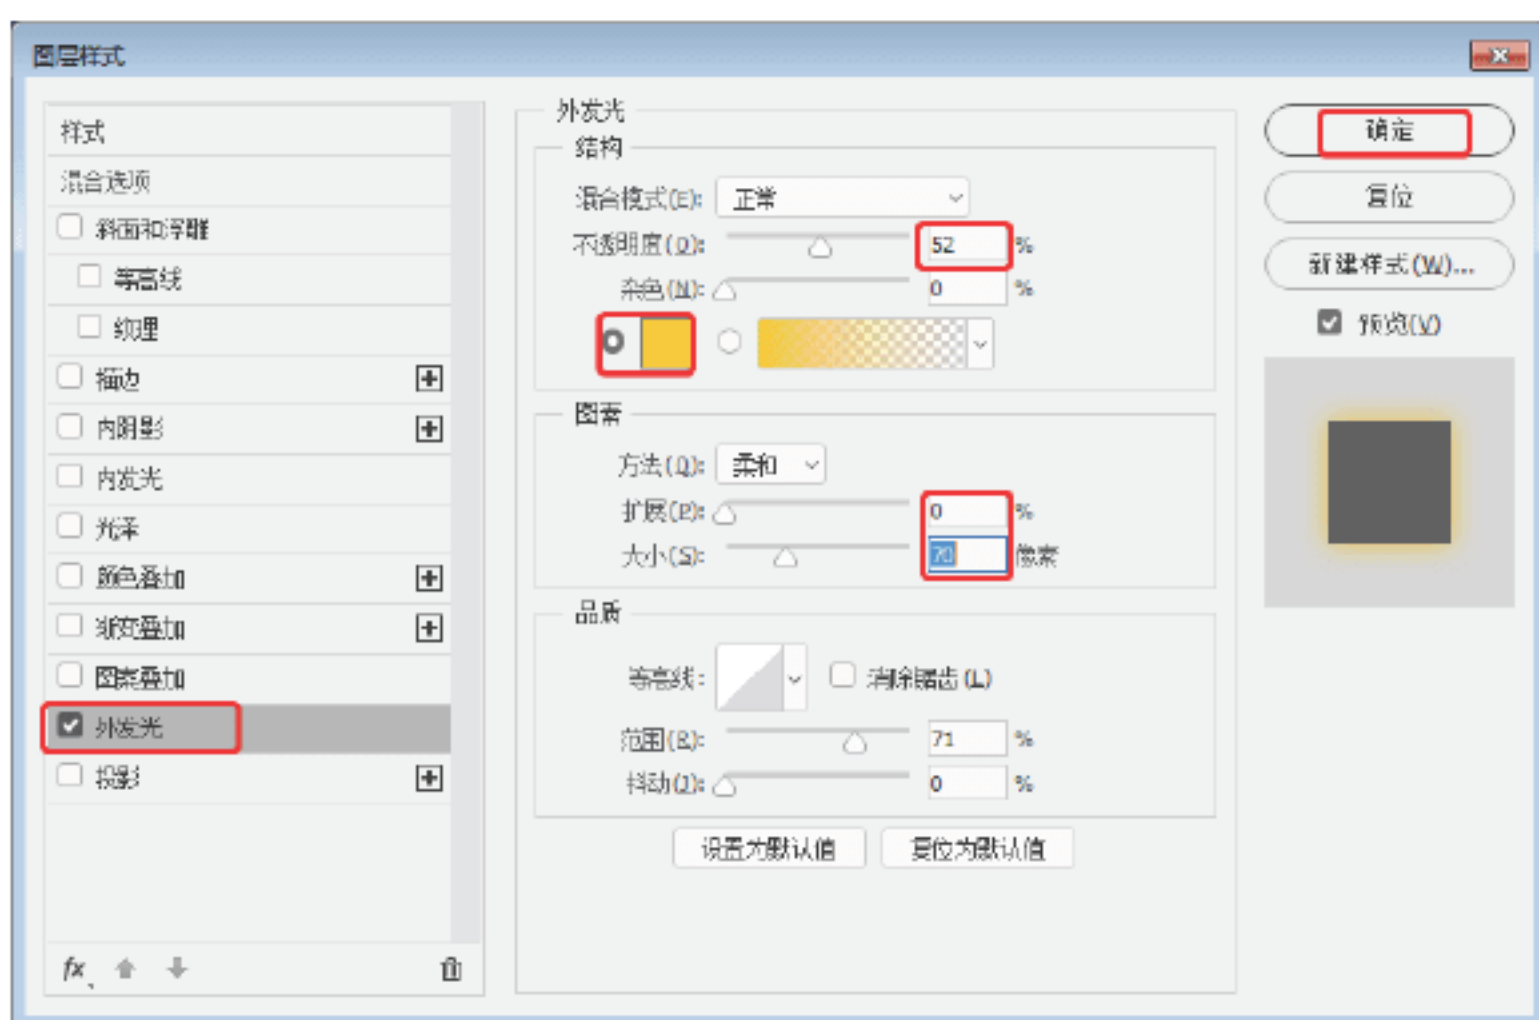 图层样式
样式
混合选项
斜面和浮雕
等高线
纹理
描边
内阴影
内发光
光泽
颜色叠加
渐变叠加
图案叠加
外发光
投影
fx
外发光
结构
混合模式(E): 正常
不透明度(O): 52 %
杂色(N): 0 %
图素
方法(Q): 柔和
扩展(P): 0 %
大小(S): 70 像素
品质
等高线: 消除锯齿(L)
范围(R): 71 %
抖动(J): 0 %
设置为默认值 复位为默认值
确定
复位
新建样式(W)...
预览(V)